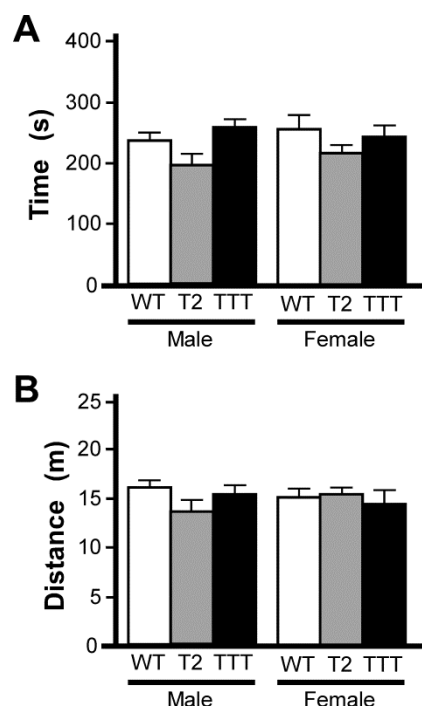 A
Time (s)
400
300
200
100
0
WT T2 TTT WT T2 TTT
Male Female
B
Distance (m)
25
20
15
10
5
0
WT T2 TTT WT T2 TTT
Male Female